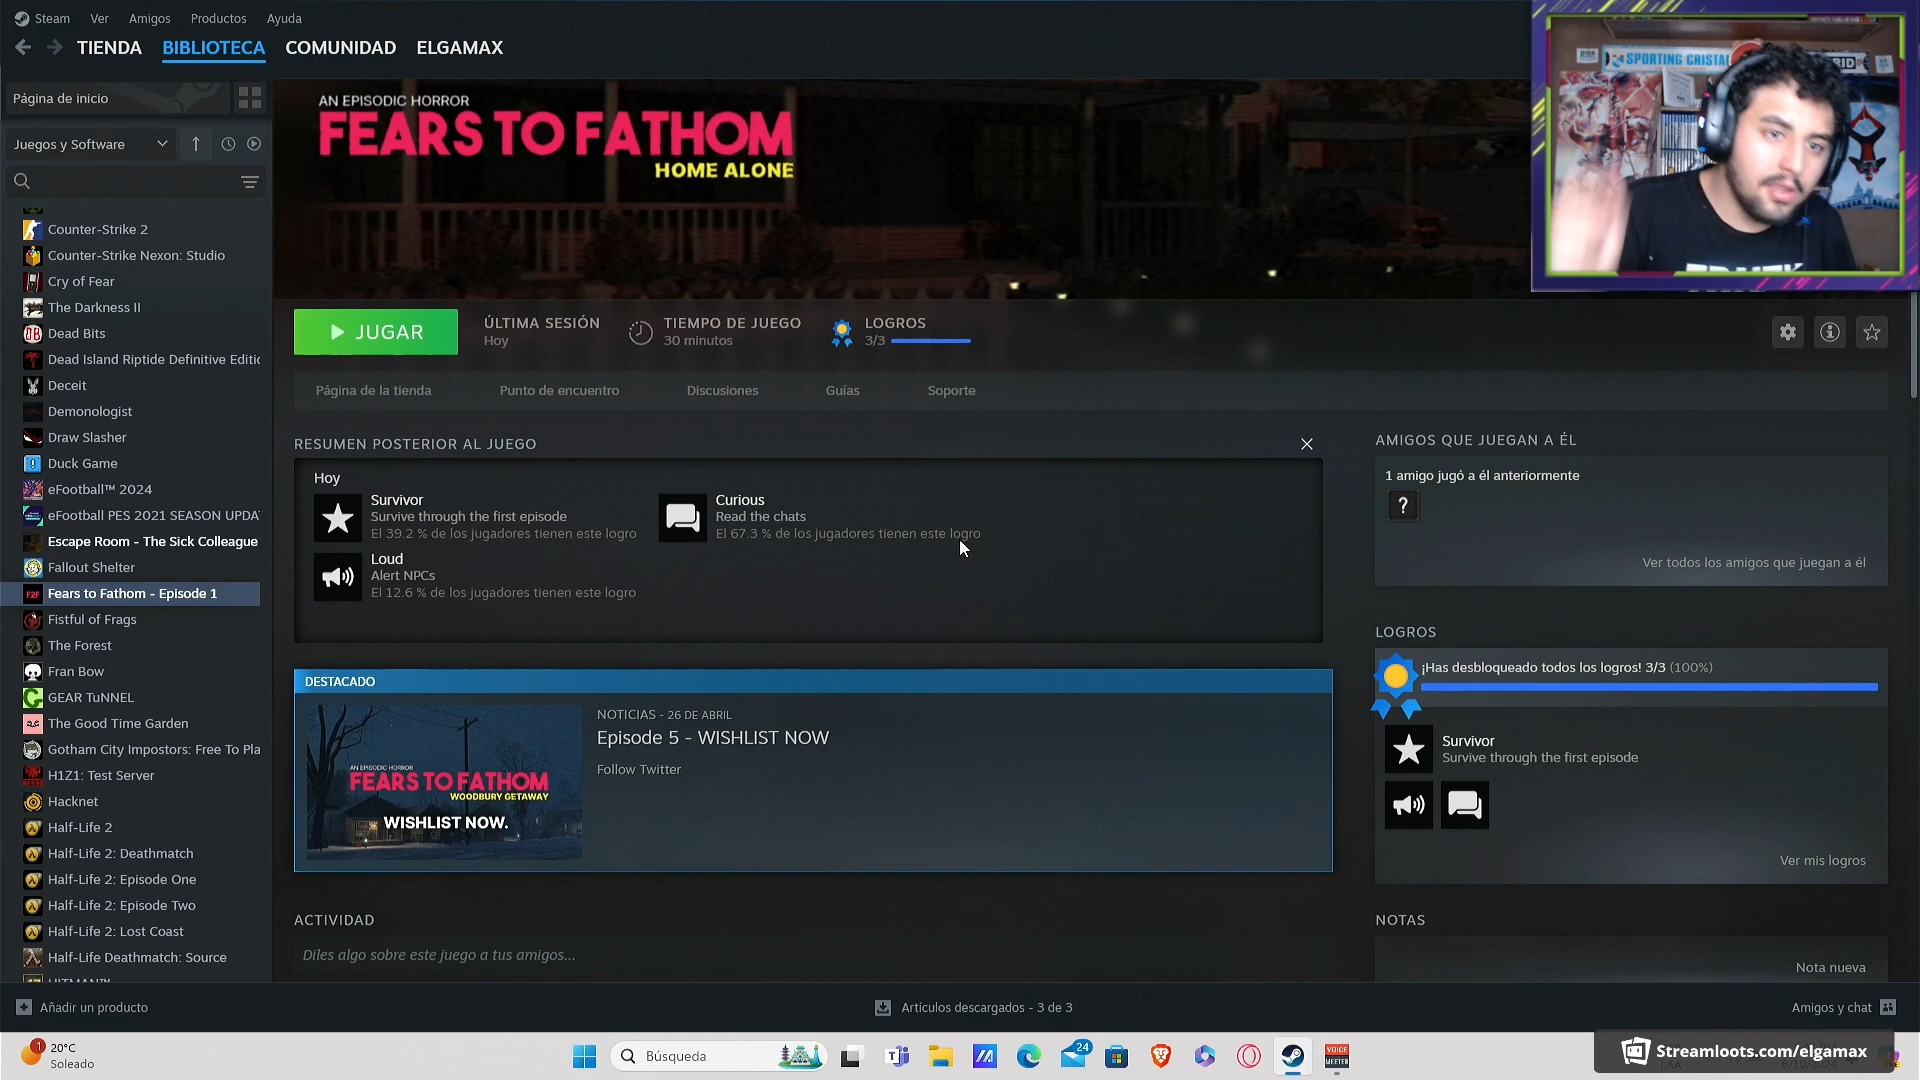 Steam Ver Amigos Productos Ayuda
TIENDA BIBLIOTECA COMUNIDAD ELGAMAX
Página de inicio
Juegos y Software
Counter-Strike 2
Counter-Strike Nexon: Studio
Cry of Fear
The Darkness II
Dead Bits
Dead Island Riptide Definitive Editic
Deceit
Demonologist
Draw Slasher
Duck Game
eFootball™ 2024
eFootball PES 2021 SEASON UPDA
Escape Room - The Sick Colleague
Fallout Shelter
F2F Fears to Fathom - Episode 1
Fistful of Frags
The Forest
Fran Bow
GEAR TuNNEL
The Good Time Garden
Gotham City Impostors: Free To Pla
H1Z1: Test Server
Hacknet
Half-Life 2
Half-Life 2: Deathmatch
Half-Life 2: Episode One
Half-Life 2: Episode Two
Half-Life 2: Lost Coast
Half-Life Deathmatch: Source
Añadir un producto
AN EPISODIC HORROR
FEARS TO FATHOM
HOME ALONE
SPORTING CRISTAL
JUGAR
ÚLTIMA SESIÓN
Hoy
TIEMPO DE JUEGO
30 minutos
LOGROS
3/3
Página de la tienda Punto de encuentro Discusiones Guías Soporte
RESUMEN POSTERIOR AL JUEGO
Hoy
Survivor
Survive through the first episode
El 39.2 % de los jugadores tienen este logro
Curious
Read the chats
El 67.3 % de los jugadores tienen este logro
Loud
Alert NPCs
El 12.6 % de los jugadores tienen este logro
DESTACADO
AN EPISODIC HORROR
FEARS TO FATHOM
WOODBURY GETAWAY
WISHLIST NOW.
NOTICIAS - 26 DE ABRIL
Episode 5 - WISHLIST NOW
Follow Twitter
ACTIVIDAD
Diles algo sobre este juego a tus amigos...
AMIGOS QUE JUEGAN A ÉL
1 amigo jugó a él anteriormente
?
Ver todos los amigos que juegan a él
LOGROS
¡Has desbloqueado todos los logros! 3/3 (100%)
Survivor
Survive through the first episode
Ver mis logros
NOTAS
Nota nueva
Artículos descargados - 3 de 3
Amigos y chat
1
20°C
Soleado
Búsqueda
24
VOICE
MEETER
Streamloots.com/elgamax